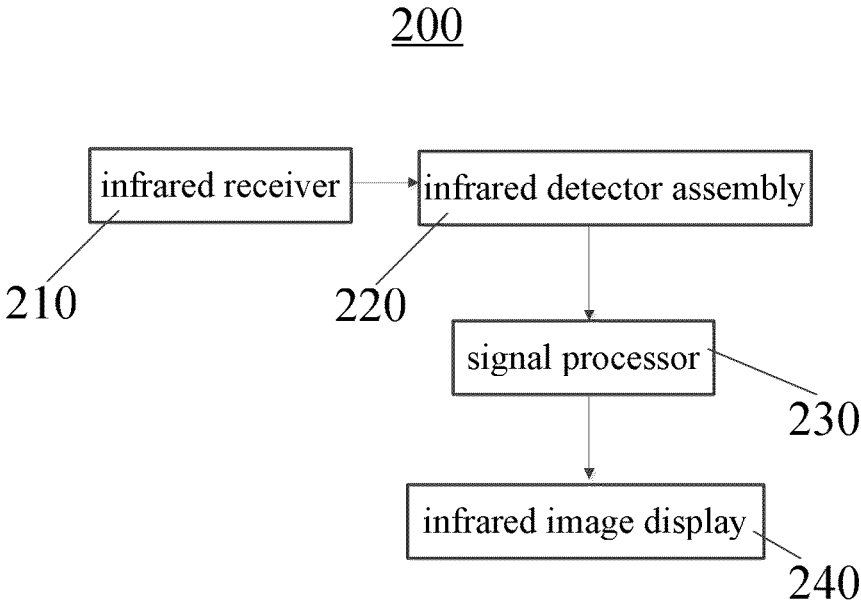 200
infrared receiver
infrared detector assembly
210
220
signal processor
230
infrared image display
240